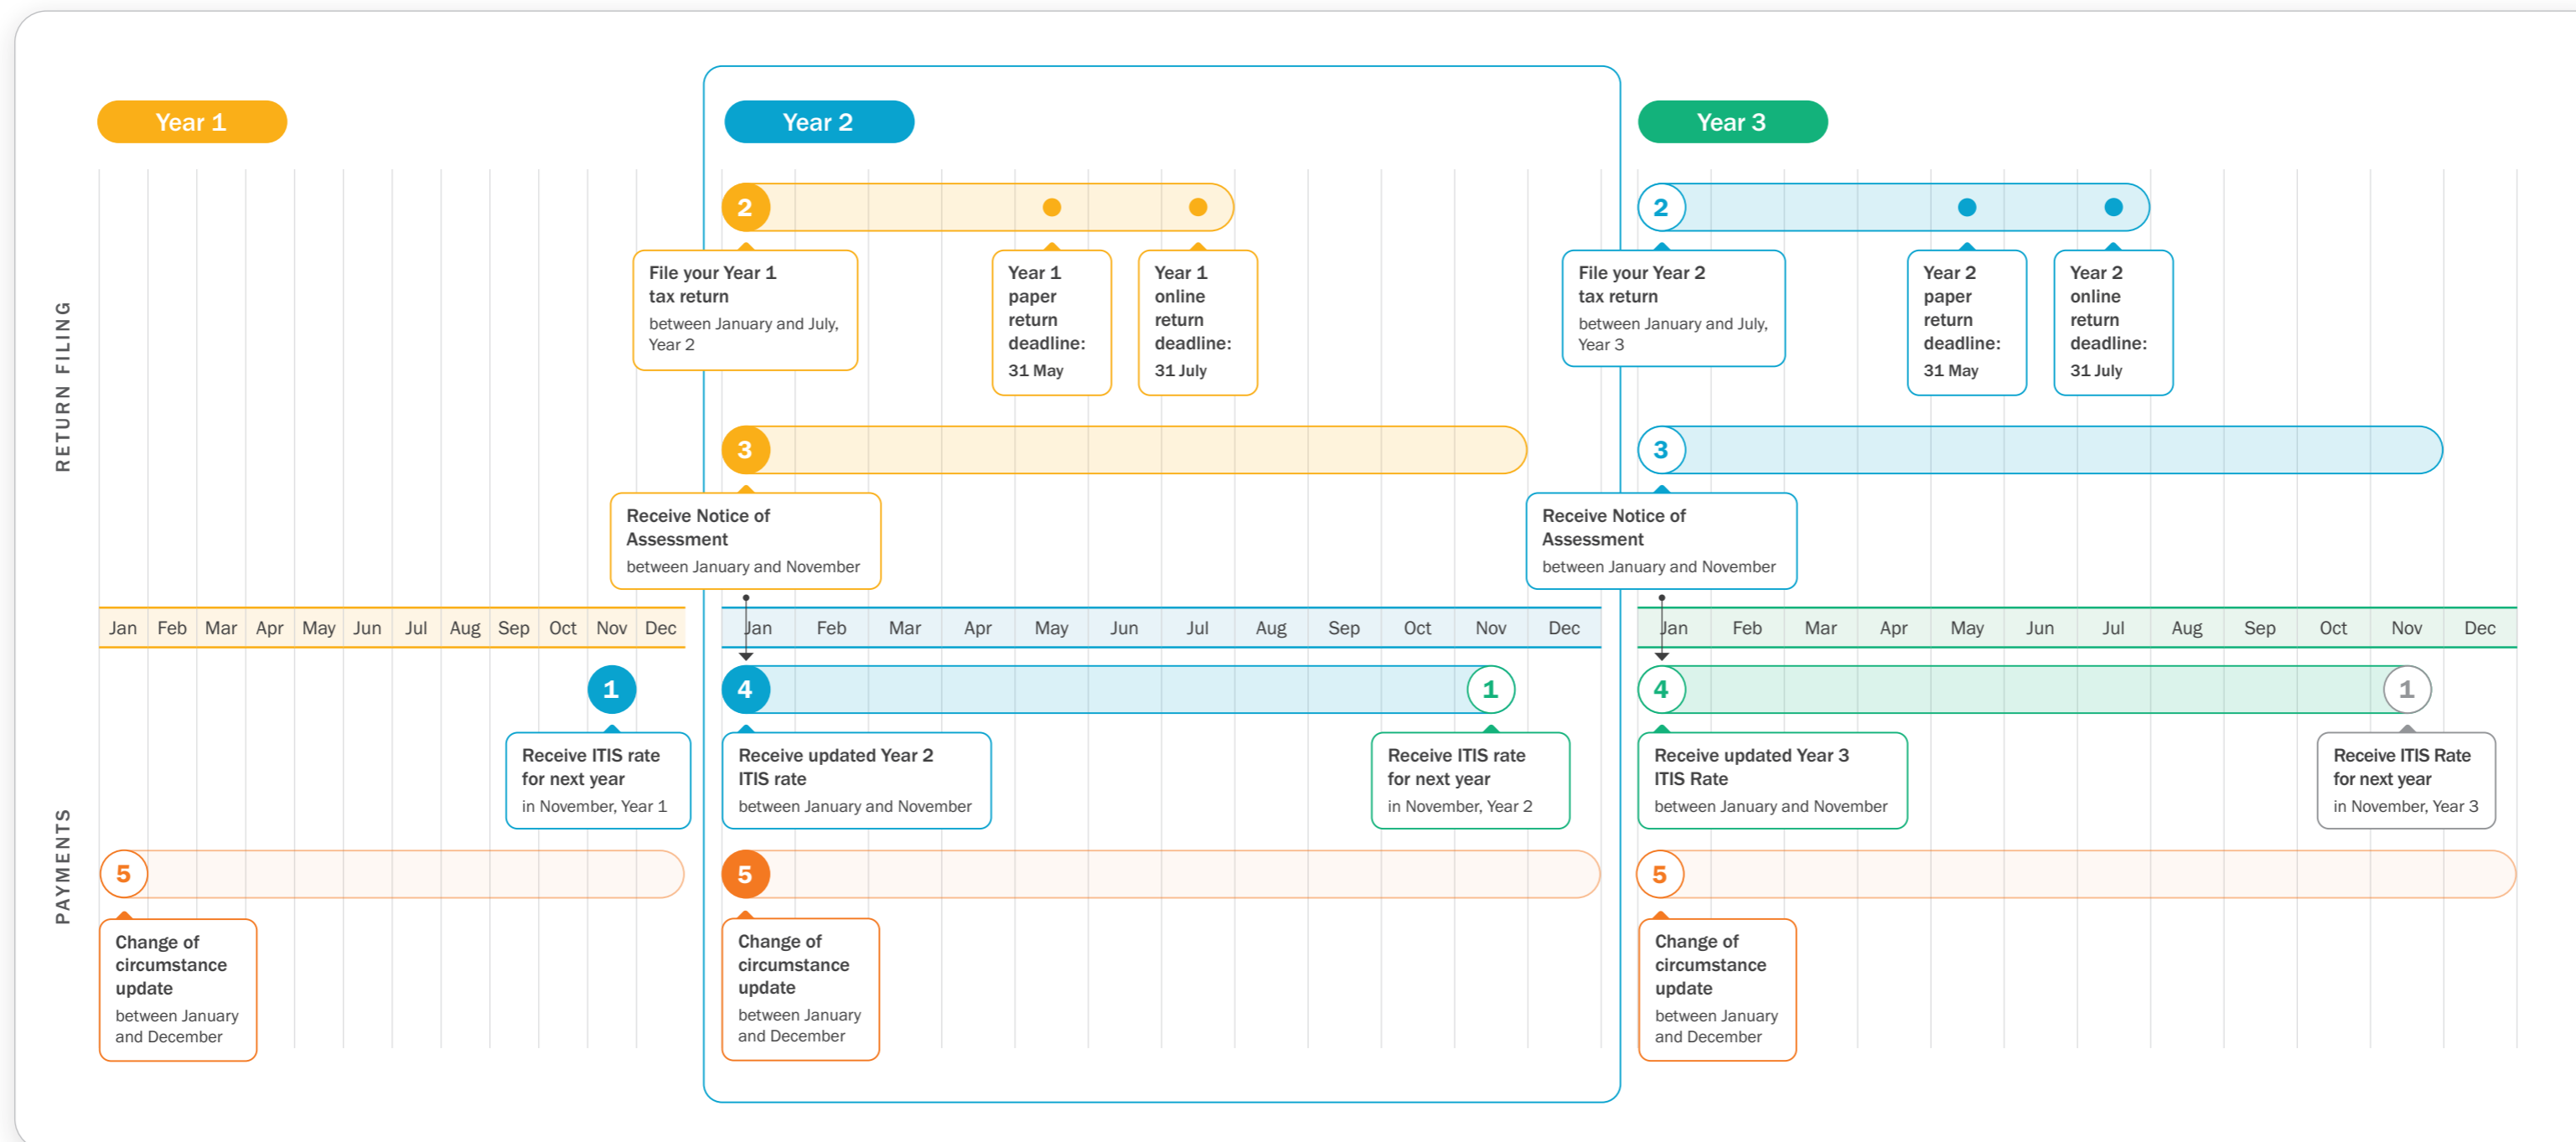 Year 1
Year 2
Year 3
RETURN FILING
2
File your Year 1
tax return
between January and July,
Year 2
Year 1
paper
return
deadline:
31 May
Year 1
online
return
deadline:
31 July
2
File your Year 2
tax return
between January and July,
Year 3
Year 2
paper
return
deadline:
31 May
Year 2
online
return
deadline:
31 July
3
Receive Notice of
Assessment
between January and November
3
Receive Notice of
Assessment
between January and November
Jan Feb Mar Apr May Jun Jul Aug Sep Oct Nov Dec
Jan Feb Mar Apr May Jun Jul Aug Sep Oct Nov Dec
Jan Feb Mar Apr May Jun Jul Aug Sep Oct Nov Dec
PAYMENTS
1
Receive ITIS rate
for next year
in November, Year 1
4
Receive updated Year 2
ITIS rate
between January and November
1
Receive ITIS rate
for next year
in November, Year 2
4
Receive updated Year 3
ITIS Rate
between January and November
1
Receive ITIS Rate
for next year
in November, Year 3
5
Change of
circumstance
update
between January
and December
5
Change of
circumstance
update
between January
and December
5
Change of
circumstance
update
between January
and December